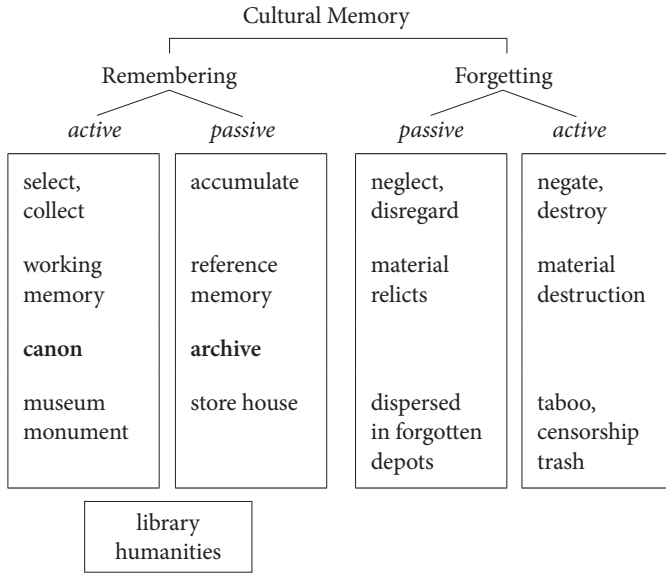 Cultural Memory
Remembering
Forgetting
active
passive
passive
active
select,
collect
working
memory
canon
museum
monument
accumulate
reference
memory
archive
store house
neglect,
disregard
material
relicts
dispersed
in forgotten
depots
negate,
destroy
material
destruction
taboo,
censorship
trash
library
humanities